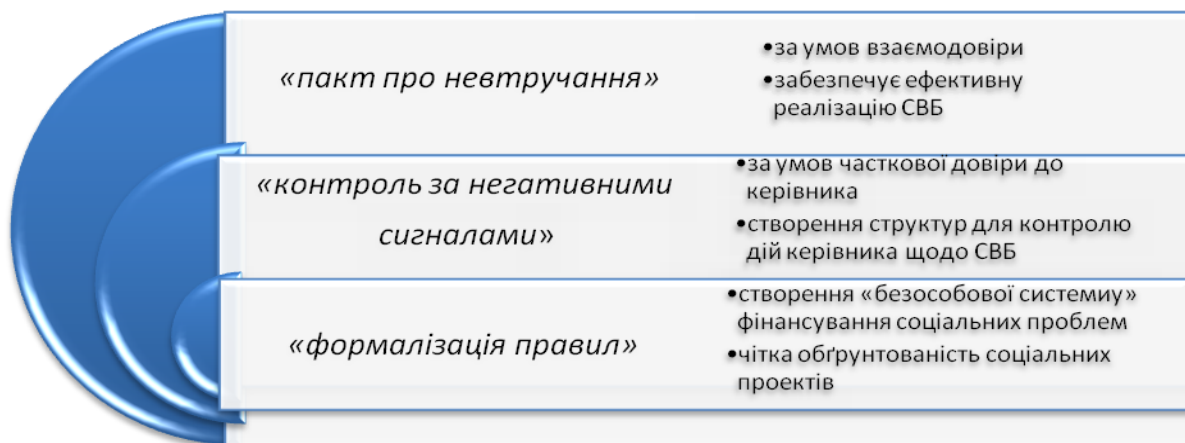 «пакт про невтручання»
•за умов взаємодовіри
•забезпечує ефективну
реалізацію СВБ
«контроль за негативними
сигналами»
•за умов часткової довіри до
керівника
•створення структур для контролю
дій керівника щодо СВБ
«формалізація правил»
•створення «безособової системиу»
фінансування соціальних проблем
•чітка обґрунтованість соціальних
проектів